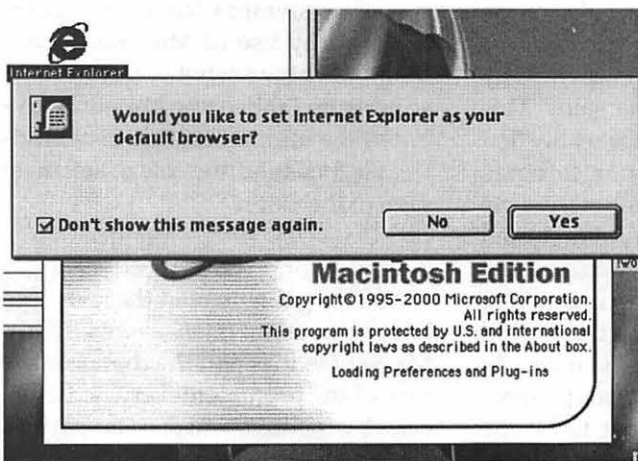 Internet Explorer
Would you like to set Internet Explorer as your
default browser?
Don't show this message again.
No
Yes
Macintosh Edition
Copyright©1995-2000 Microsoft Corporation.
All rights reserved.
This program is protected by U.S. and international
copyright laws as described in the About box.
Loading Preferences and Plug-ins